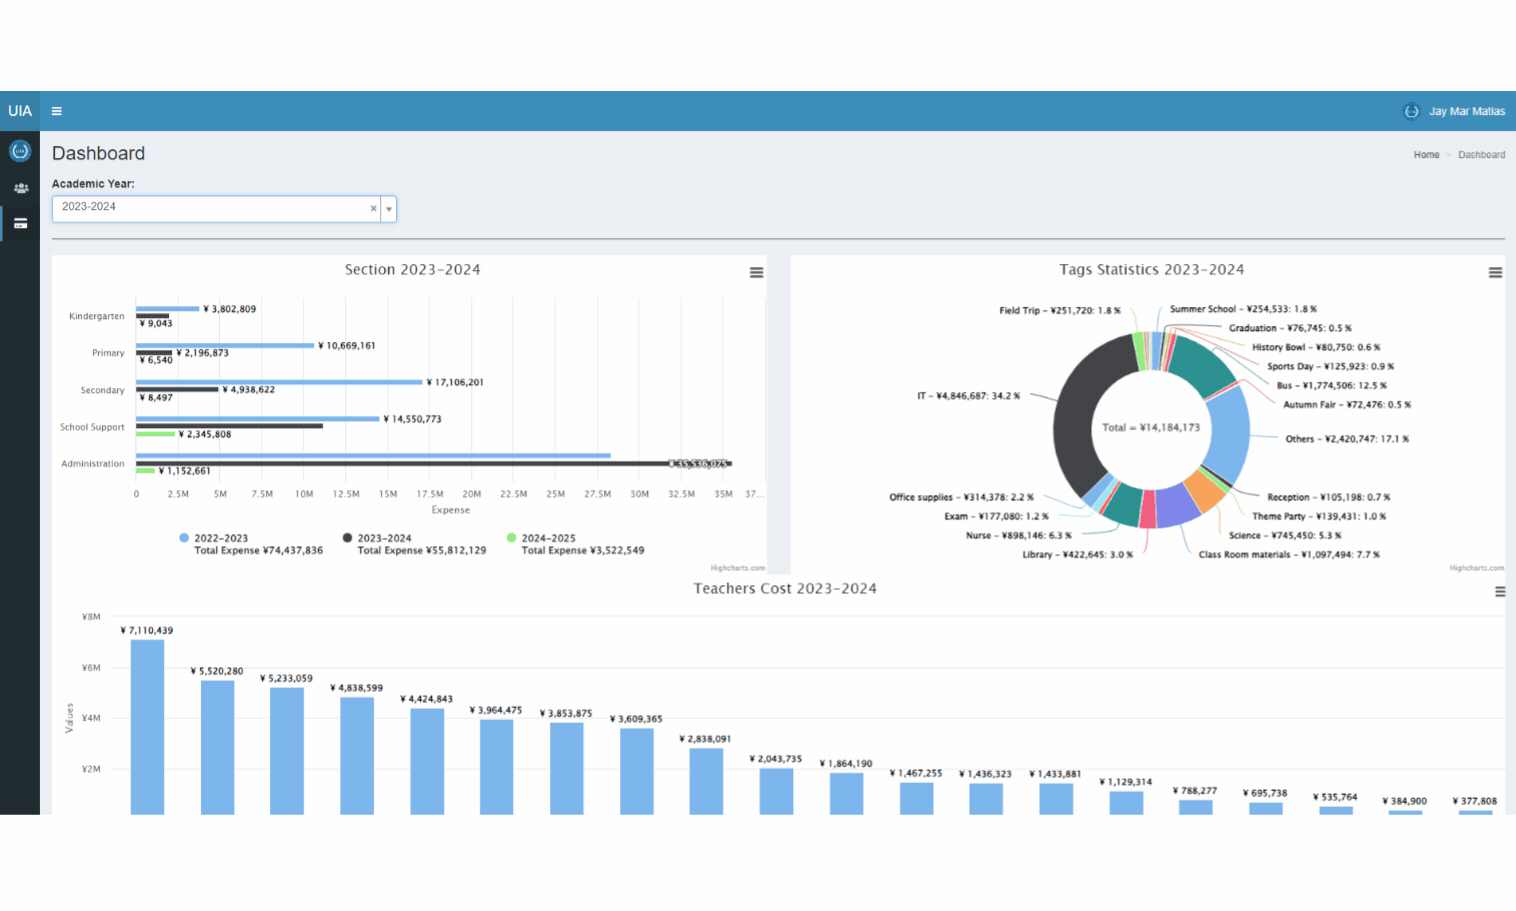 UIA
Jay Mar Matias
Dashboard
Home > Dashboard
Academic Year:
2023-2024 ×
Section 2023-2024
Kindergarten
¥ 3,802,809
¥ 9,043
Primary
¥ 10,669,161
¥ 2,196,873
¥ 6,540
Secondary
¥ 17,106,201
¥ 4,938,622
¥ 8,497
School Support
¥ 14,550,773
¥ 2,345,808
Administration
¥ 1,152,661
0 2.5M 5M 7.5M 10M 12.5M 15M 17.5M 20M 22.5M 25M 27.5M 30M 32.5M 35M 37...
Expense
2022-2023 2023-2024 2024-2025
Total Expense ¥74,437,836 Total Expense ¥55,812,129 Total Expense ¥3,522,549
Highcharts.com
Tags Statistics 2023-2024
Field Trip - ¥251,720: 1.8 %
Summer School - ¥254,533: 1.8 %
Graduation - ¥76,745: 0.5 %
History Bowl - ¥80,750: 0.6 %
Sports Day - ¥125,923: 0.9 %
Bus - ¥1,774,506: 12.5 %
IT - ¥4,846,687: 34.2 %
Autumn Fair - ¥72,476: 0.5 %
Total = ¥14,184,173
Others - ¥2,420,747: 17.1 %
Office supplies - ¥314,378: 2.2 %
Reception - ¥105,198: 0.7 %
Exam - ¥177,080: 1.2 %
Theme Party - ¥139,431: 1.0 %
Nurse - ¥898,146: 6.3 %
Science - ¥745,450: 5.3 %
Library - ¥422,645: 3.0 %
Class Room materials - ¥1,097,494: 7.7 %
Highcharts.com
Teachers Cost 2023-2024
Values
¥8M
¥6M
¥4M
¥2M
¥ 7,110,439
¥ 5,520,280
¥ 5,233,059
¥ 4,838,599
¥ 4,424,843
¥ 3,964,475
¥ 3,853,875
¥ 3,609,365
¥ 2,838,091
¥ 2,043,735
¥ 1,864,190
¥ 1,467,255
¥ 1,436,323
¥ 1,433,881
¥ 1,129,314
¥ 788,277
¥ 695,738
¥ 535,764
¥ 384,900
¥ 377,808